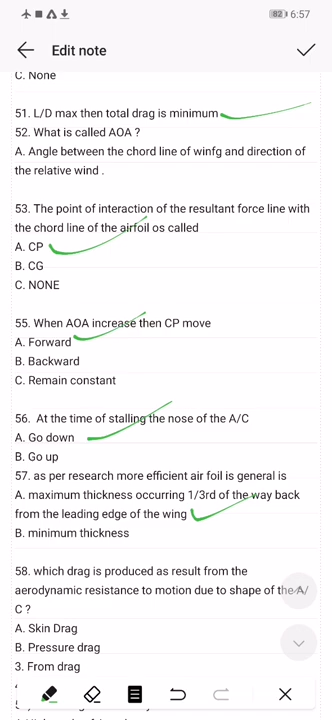 82 6:57
Edit note
C. None
51. L/D max then total drag is minimum
52. What is called AOA ?
A. Angle between the chord line of winfg and direction of
the relative wind .
53. The point of interaction of the resultant force line with
the chord line of the airfoil os called
A. CP
B. CG
C. NONE
55. When AOA increase then CP move
A. Forward
B. Backward
C. Remain constant
56. At the time of stalling the nose of the A/C
A. Go down
B. Go up
57. as per research more efficient air foil is general is
A. maximum thickness occurring 1/3rd of the way back
from the leading edge of the wing
B. minimum thickness
58. which drag is produced as result from the
aerodynamic resistance to motion due to shape of the A/
C ?
A. Skin Drag
B. Pressure drag
3. From drag